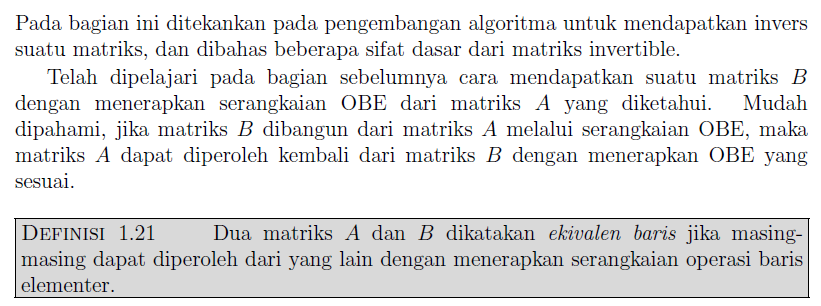 Pada bagian ini ditekankan pada pengembangan algoritma untuk mendapatkan invers
suatu matriks, dan dibahas beberapa sifat dasar dari matriks invertible.
Telah dipelajari pada bagian sebelumnya cara mendapatkan suatu matriks B
dengan menerapkan serangkaian OBE dari matriks A yang diketahui. Mudah
dipahami, jika matriks B dibangun dari matriks A melalui serangkaian OBE, maka
matriks A dapat diperoleh kembali dari matriks B dengan menerapkan OBE yang
sesuai.
DEFINISI 1.21 Dua matriks A dan B dikatakan ekivalen baris jika masing-
masing dapat diperoleh dari yang lain dengan menerapkan serangkaian operasi baris
elementer.